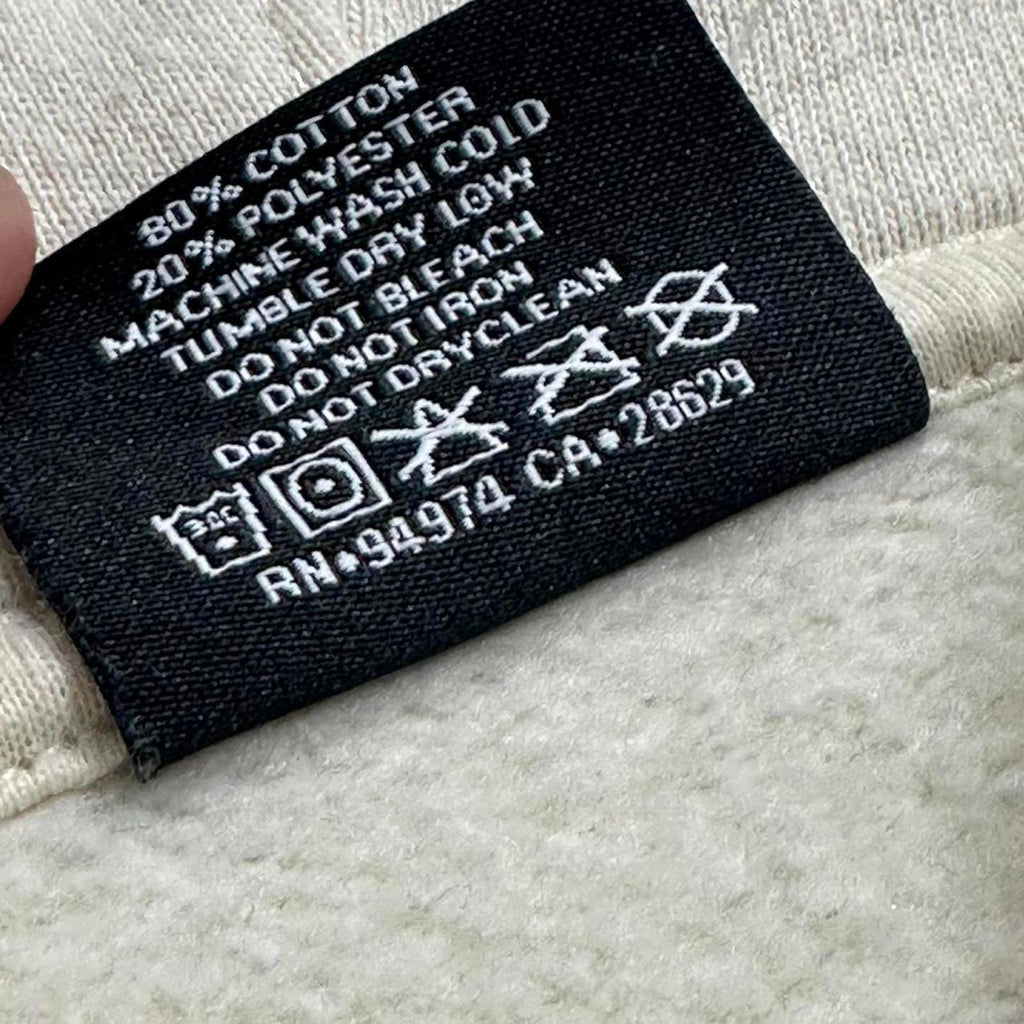 80% COTTON
20% POLYESTER
MACHINE WASH COLD
TUMBLE DRY LOW
DO NOT BLEACH
DO NOT IRON
DO NOT DRYCLEAN
30C
RN•94974 CA•28629